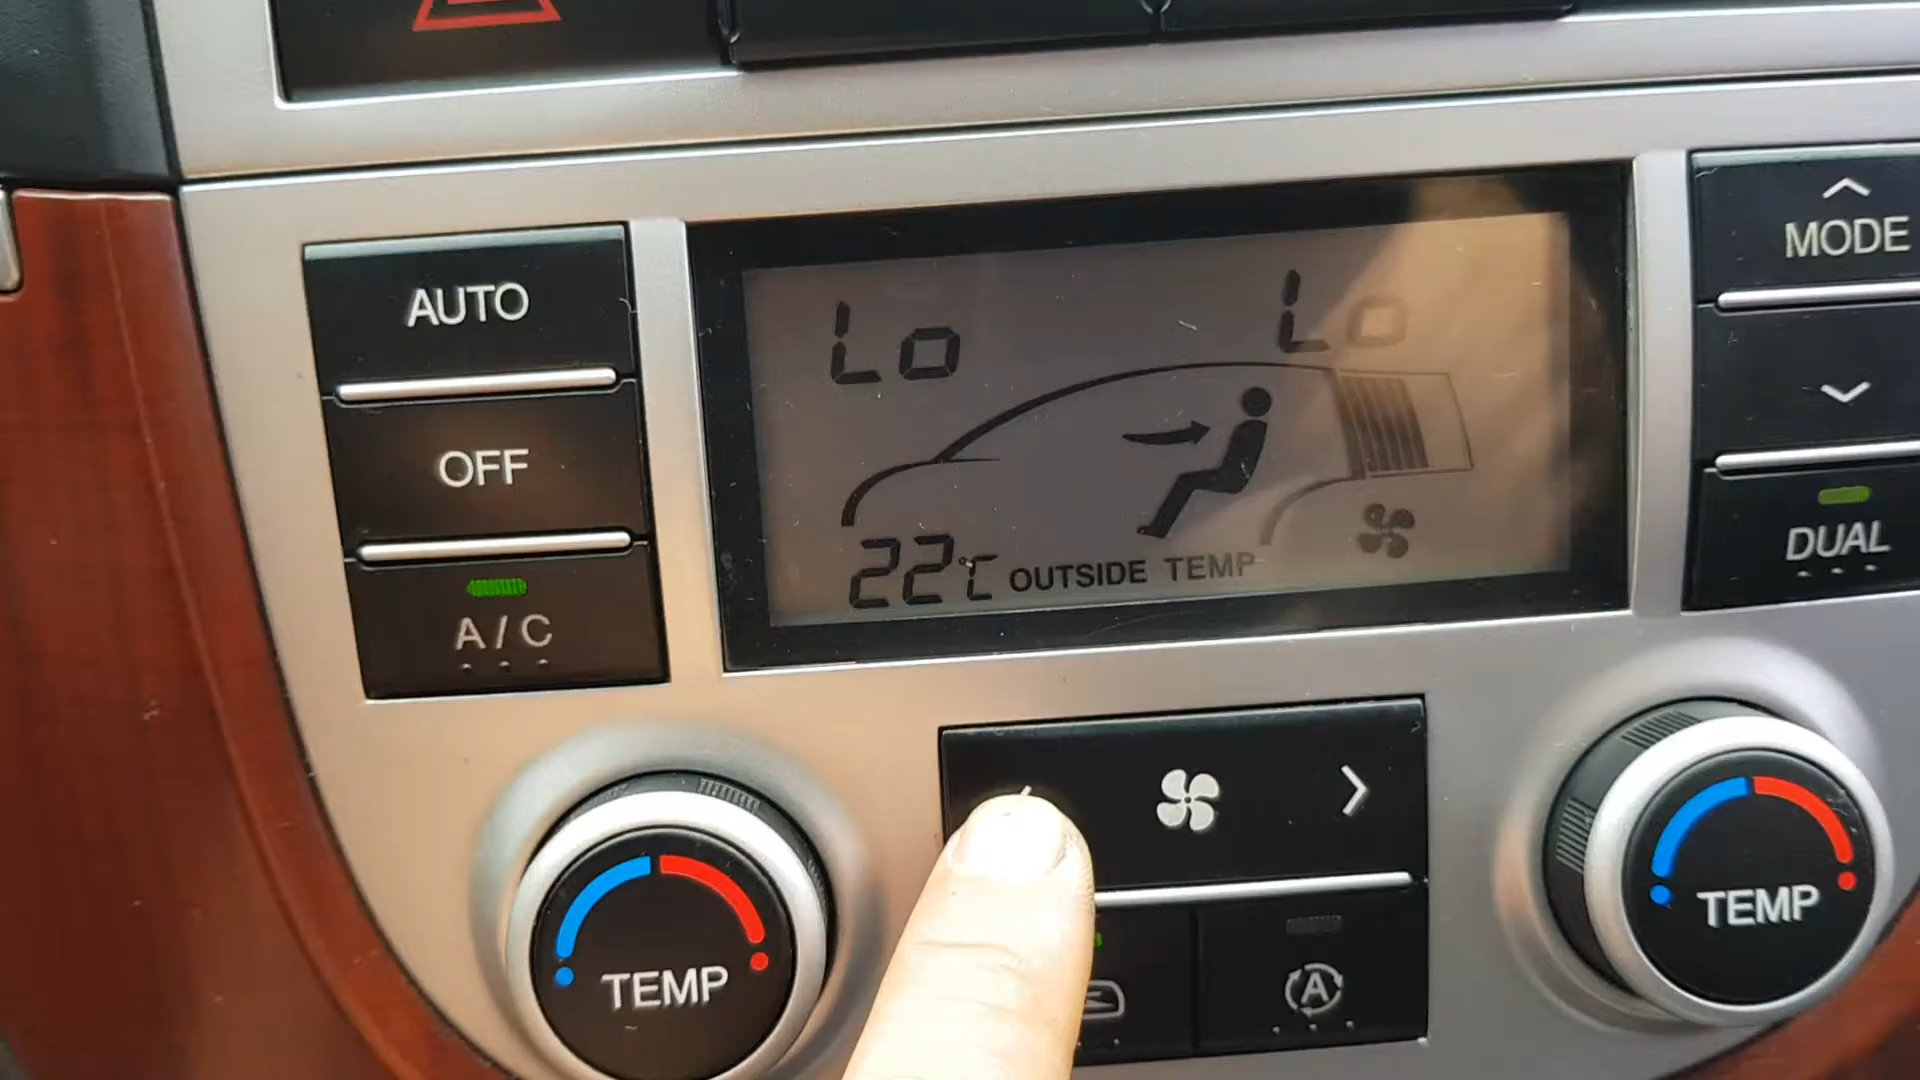 AUTO
OFF
A/C
Lo
Lo
22°C OUTSIDE TEMP
MODE
DUAL
TEMP
A
TEMP